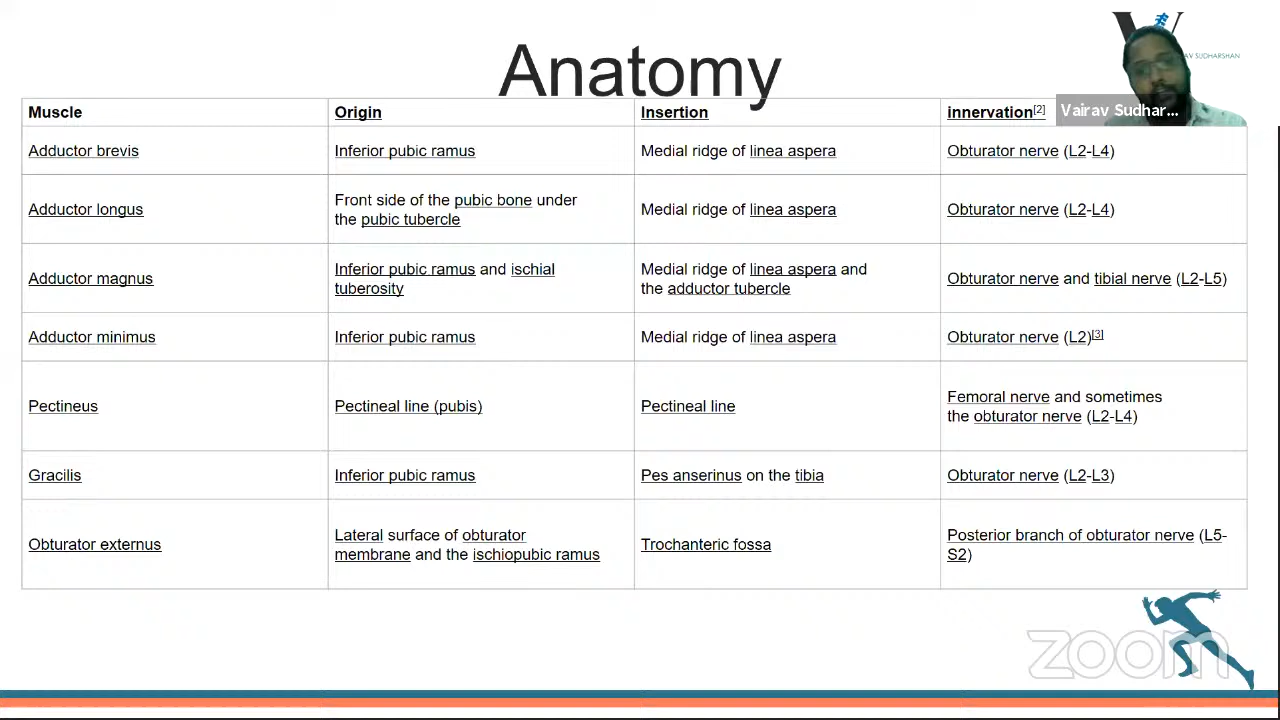 Anatomy
AV SUDHARSHAN
Vairav Sudhar...
Muscle
Origin
Insertion
innervation[2]
Adductor brevis
Inferior pubic ramus
Medial ridge of linea aspera
Obturator nerve (L2-L4)
Adductor longus
Front side of the pubic bone under
the pubic tubercle
Medial ridge of linea aspera
Obturator nerve (L2-L4)
Adductor magnus
Inferior pubic ramus and ischial
tuberosity
Medial ridge of linea aspera and
the adductor tubercle
Obturator nerve and tibial nerve (L2-L5)
Adductor minimus
Inferior pubic ramus
Medial ridge of linea aspera
Obturator nerve (L2)[3]
Pectineus
Pectineal line (pubis)
Pectineal line
Femoral nerve and sometimes
the obturator nerve (L2-L4)
Gracilis
Inferior pubic ramus
Pes anserinus on the tibia
Obturator nerve (L2-L3)
Obturator externus
Lateral surface of obturator
membrane and the ischiopubic ramus
Trochanteric fossa
Posterior branch of obturator nerve (L5-
S2)
zoom